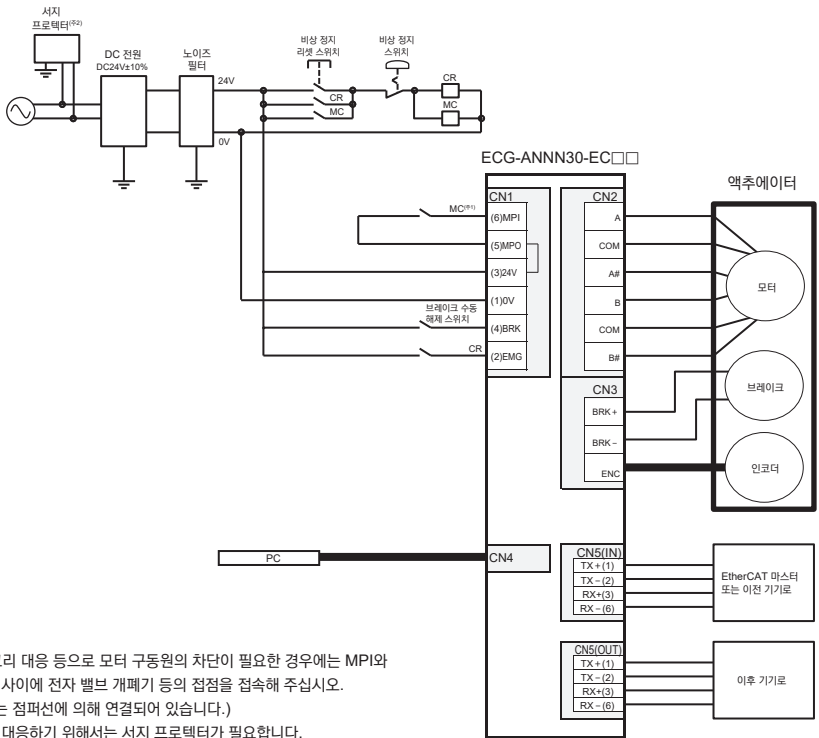 서지
프로텍터(주2)
DC 전원
DC24V±10%
노이즈
필터
비상 정지
리셋 스위치
비상 정지
스위치
24V
0V
CR
MC
CR
MC
ECG-ANNN30-EC□□
액추에이터
CN1
(6)MPI
(5)MPO
(3)24V
(1)0V
(4)BRK
(2)EMG
MC(주1)
브레이크 수동
해제 스위치
CR
CN2
A
COM
A#
B
COM
B#
CN3
BRK+
BRK−
ENC
모터
브레이크
인코더
PC
CN4
CN5(IN)
TX+(1)
TX−(2)
RX+(3)
RX−(6)
EtherCAT 마스터
또는 이전 기기로
CN5(OUT)
TX+(1)
TX−(2)
RX+(3)
RX−(6)
이후 기기로
대응 등으로 모터 구동원의 차단이 필요한 경우에는 MPI와
사이에 전자 밸브 개폐기 등의 접점을 접속해 주십시오.
점퍼선에 의해 연결되어 있습니다.)
대응하기 위해서는 서지 프로텍터가 필요합니다.